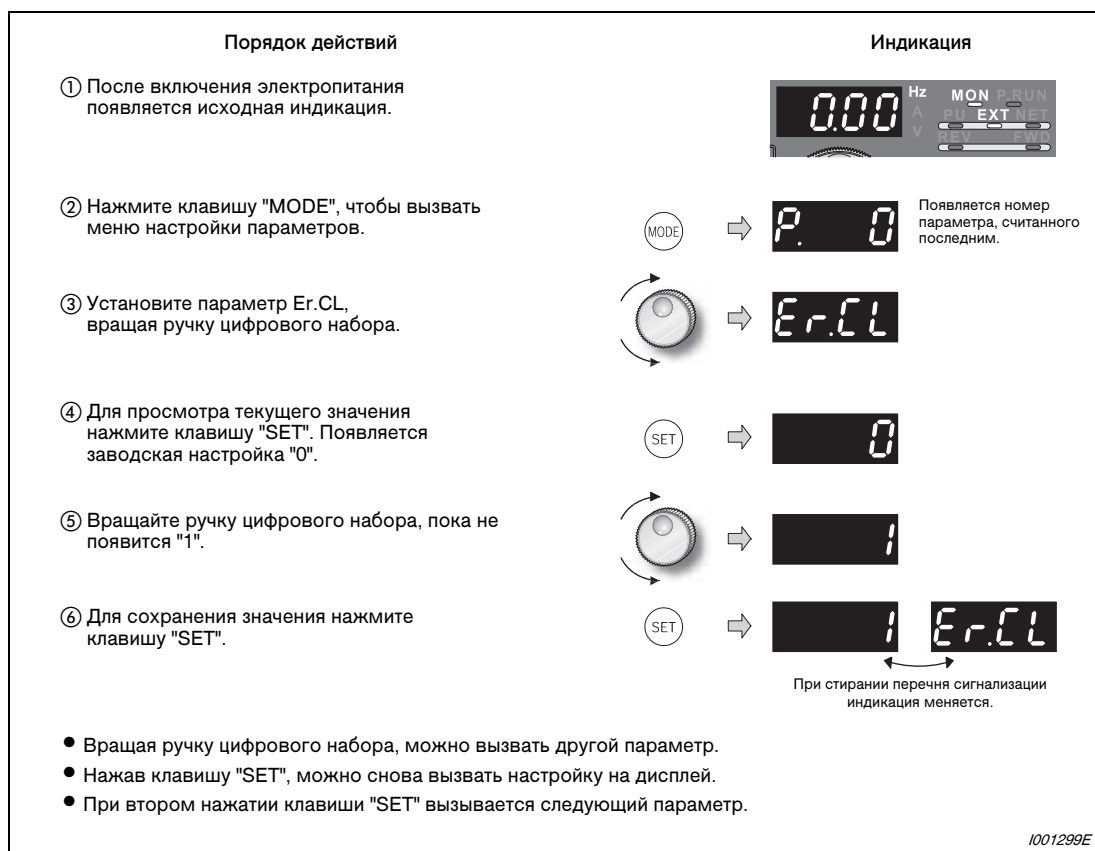 Порядок действий
Индикация
① После включения электропитания
появляется исходная индикация.
0.00
Hz
A
V
MON P.RUN
PU EXT NET
REV FWD
② Нажмите клавишу "MODE", чтобы вызвать
меню настройки параметров.
MODE
P. 0
Появляется номер
параметра, считанного
последним.
③ Установите параметр Er.CL,
вращая ручку цифрового набора.
Er.CL
④ Для просмотра текущего значения
нажмите клавишу "SET". Появляется
заводская настройка "0".
SET
0
⑤ Вращайте ручку цифрового набора, пока не
появится "1".
1
⑥ Для сохранения значения нажмите
клавишу "SET".
SET
1 Er.CL
При стирании перечня сигнализации
индикация меняется.
● Вращая ручку цифрового набора, можно вызвать другой параметр.
● Нажав клавишу "SET", можно снова вызвать настройку на дисплей.
● При втором нажатии клавиши "SET" вызывается следующий параметр.
I001299E